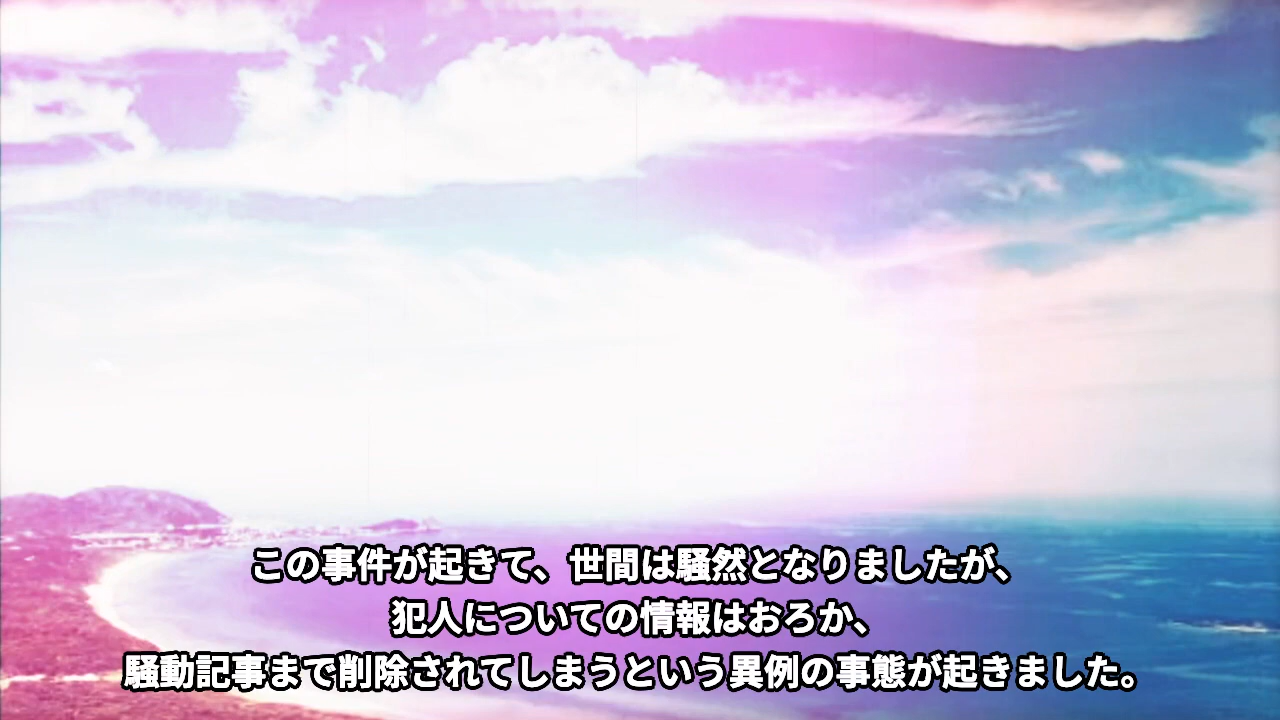 この事件が起きて、世間は騒然となりましたが、
犯人についての情報はおろか、
騒動記事まで削除されてしまうという異例の事態が起きました。